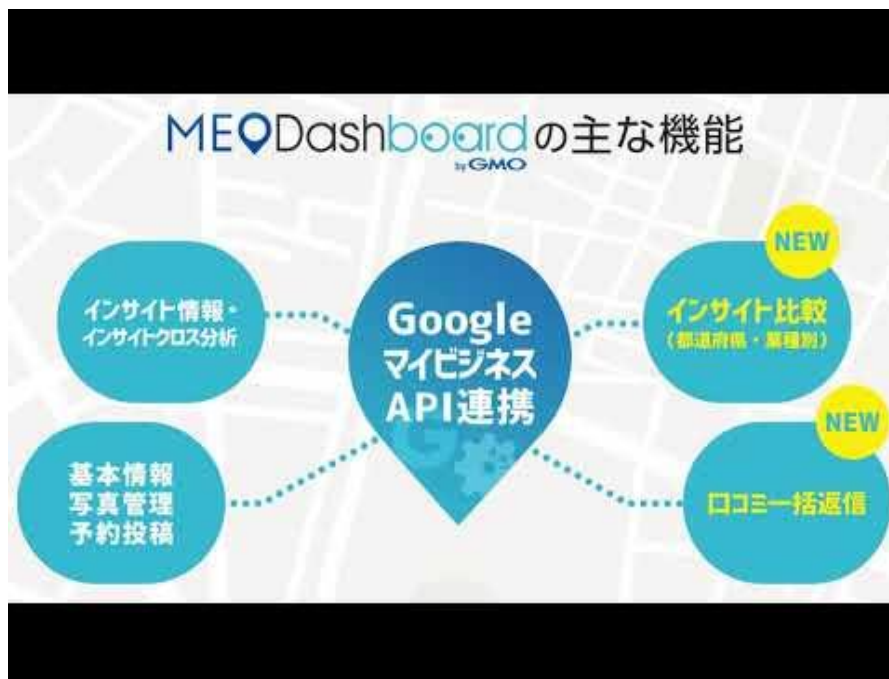 MEODashboardの主な機能
by GMO
インサイト情報・
インサイトクロス分析
Google
マイビジネス
API連携
NEW
インサイト比較
(都道府県・業種別)
基本情報
写真管理
予約投稿
NEW
口コミ一括返信